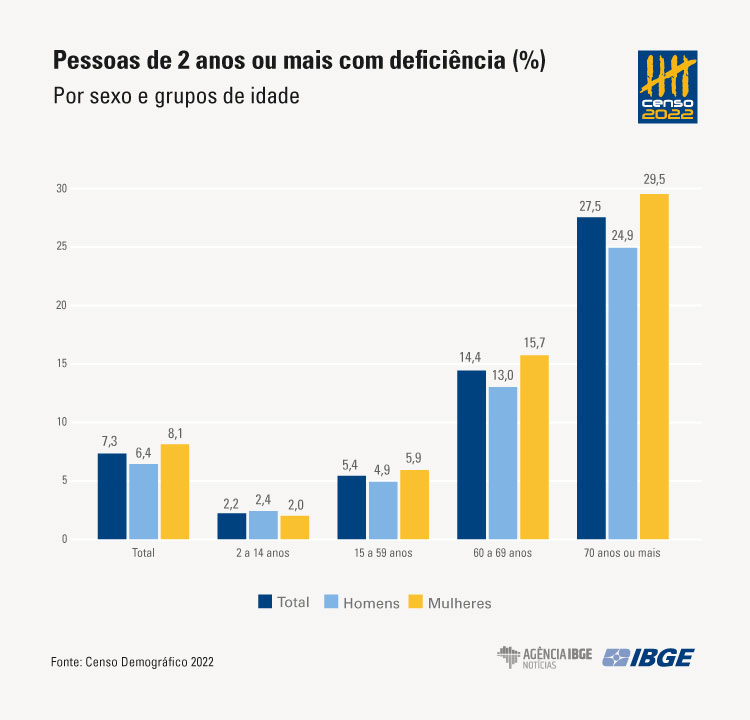 Pessoas de 2 anos ou mais com deficiência (%)
Por sexo e grupos de idade
censo
2022
30
25
20
15
10
5
0
7,3
6,4
8,1
2,2
2,4
2,0
5,4
4,9
5,9
14,4
13,0
15,7
27,5
24,9
29,5
Total
2 a 14 anos
15 a 59 anos
60 a 69 anos
70 anos ou mais
Total
Homens
Mulheres
Fonte: Censo Demográfico 2022
AGÊNCIA IBGE
NOTÍCIAS
IBGE